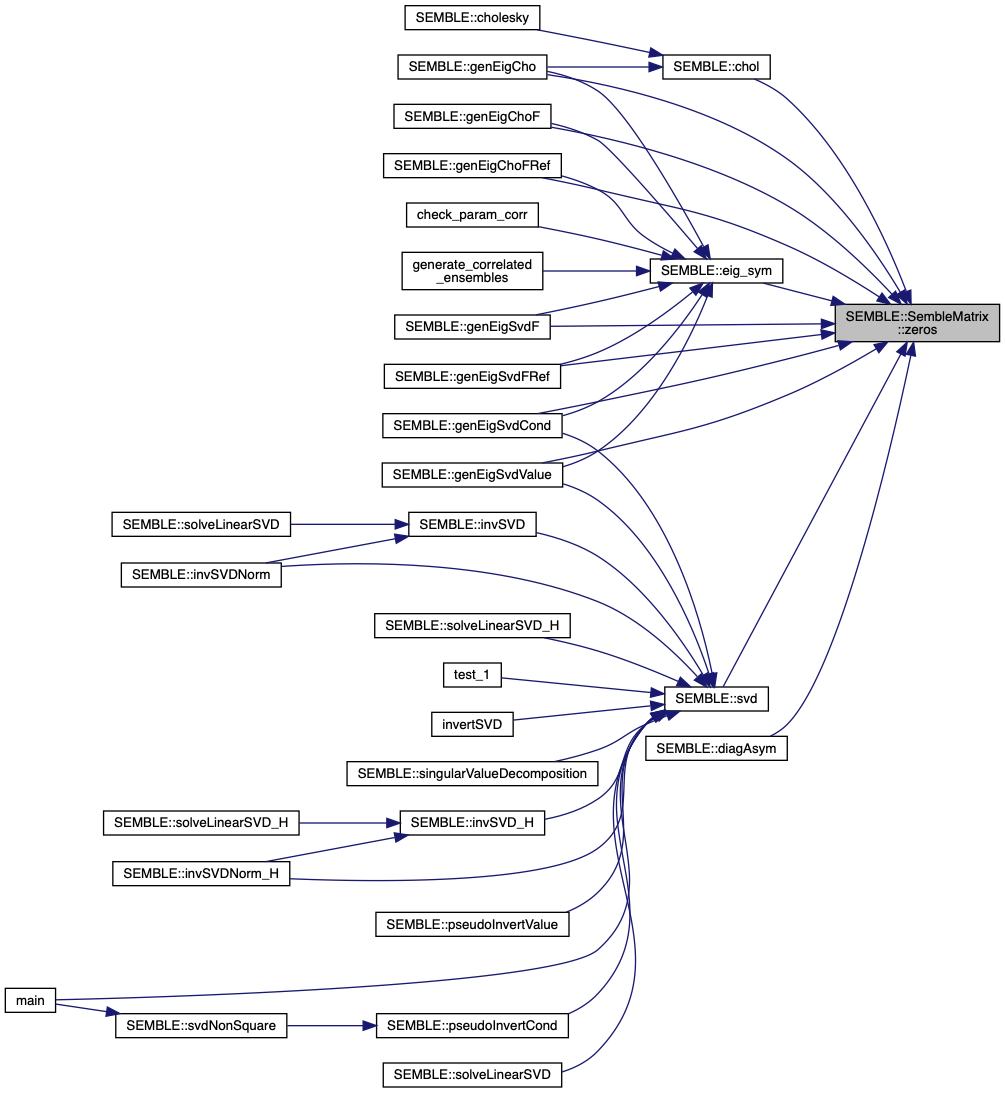 SEMBLE::cholesky
SEMBLE::genEigCho
SEMBLE::chol
SEMBLE::genEigChoF
SEMBLE::genEigChoFRef
check_param_corr
generate_correlated
_ensembles
SEMBLE::eig_sym
SEMBLE::SembleMatrix
::zeros
SEMBLE::genEigSvdF
SEMBLE::genEigSvdFRef
SEMBLE::genEigSvdCond
SEMBLE::genEigSvdValue
SEMBLE::solveLinearSVD
SEMBLE::invSVD
SEMBLE::invSVDNorm
SEMBLE::solveLinearSVD_H
test_1
SEMBLE::svd
invertSVD
SEMBLE::diagAsym
SEMBLE::singularValueDecomposition
SEMBLE::solveLinearSVD_H
SEMBLE::invSVD_H
SEMBLE::invSVDNorm_H
SEMBLE::pseudoInvertValue
main
SEMBLE::svdNonSquare
SEMBLE::pseudoInvertCond
SEMBLE::solveLinearSVD